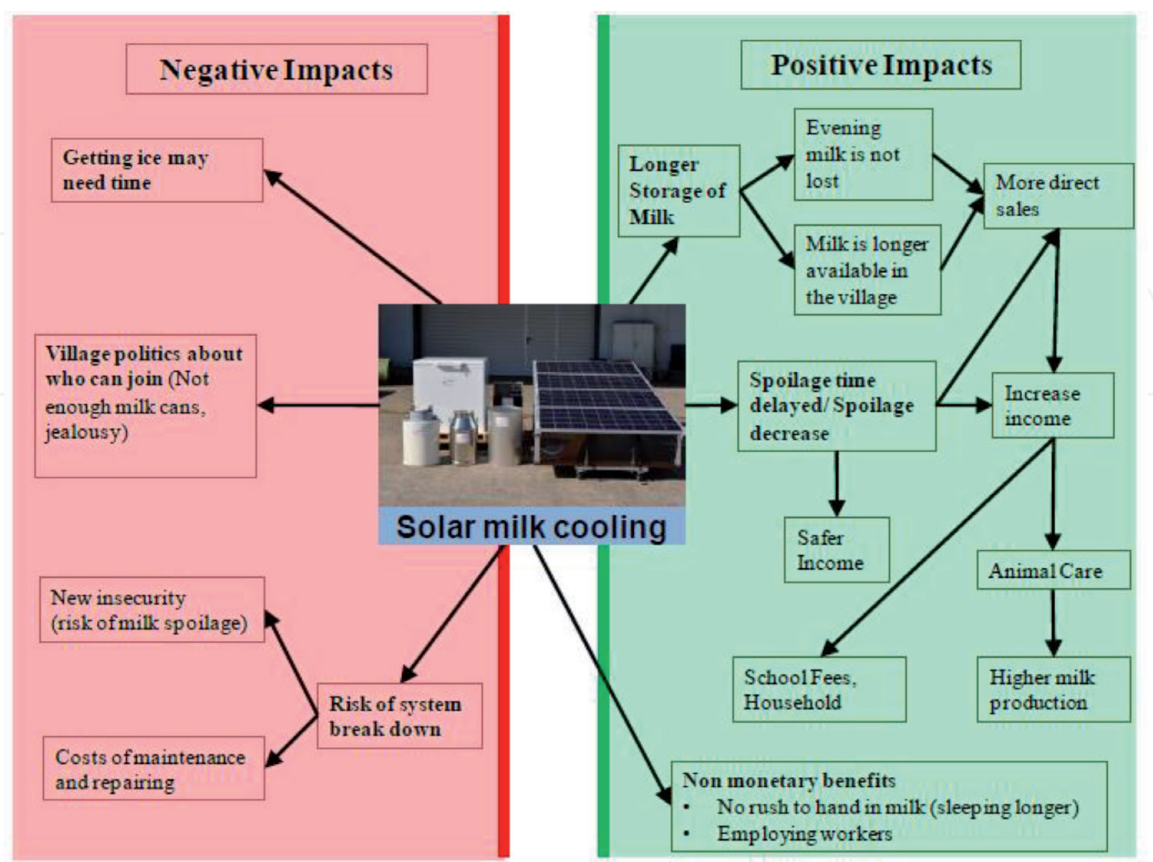 Negative Impacts
Getting ice may
need time
Village politics about
who can join (Not
enough milk cans,
jealousy)
New insecurity
(risk of milk spoilage)
Risk of system
break down
Costs of maintenance
and repairing
Solar milk cooling
Positive Impacts
Longer
Storage of
Milk
Evening
milk is not
lost
Milk is longer
available in
the village
More direct
sales
Spoilage time
delayed/ Spoilage
decrease
Increase
income
Safer
Income
Animal Care
School Fees,
Household
Higher milk
production
Non monetary benefits
• No rush to hand in milk (sleeping longer)
• Employing workers